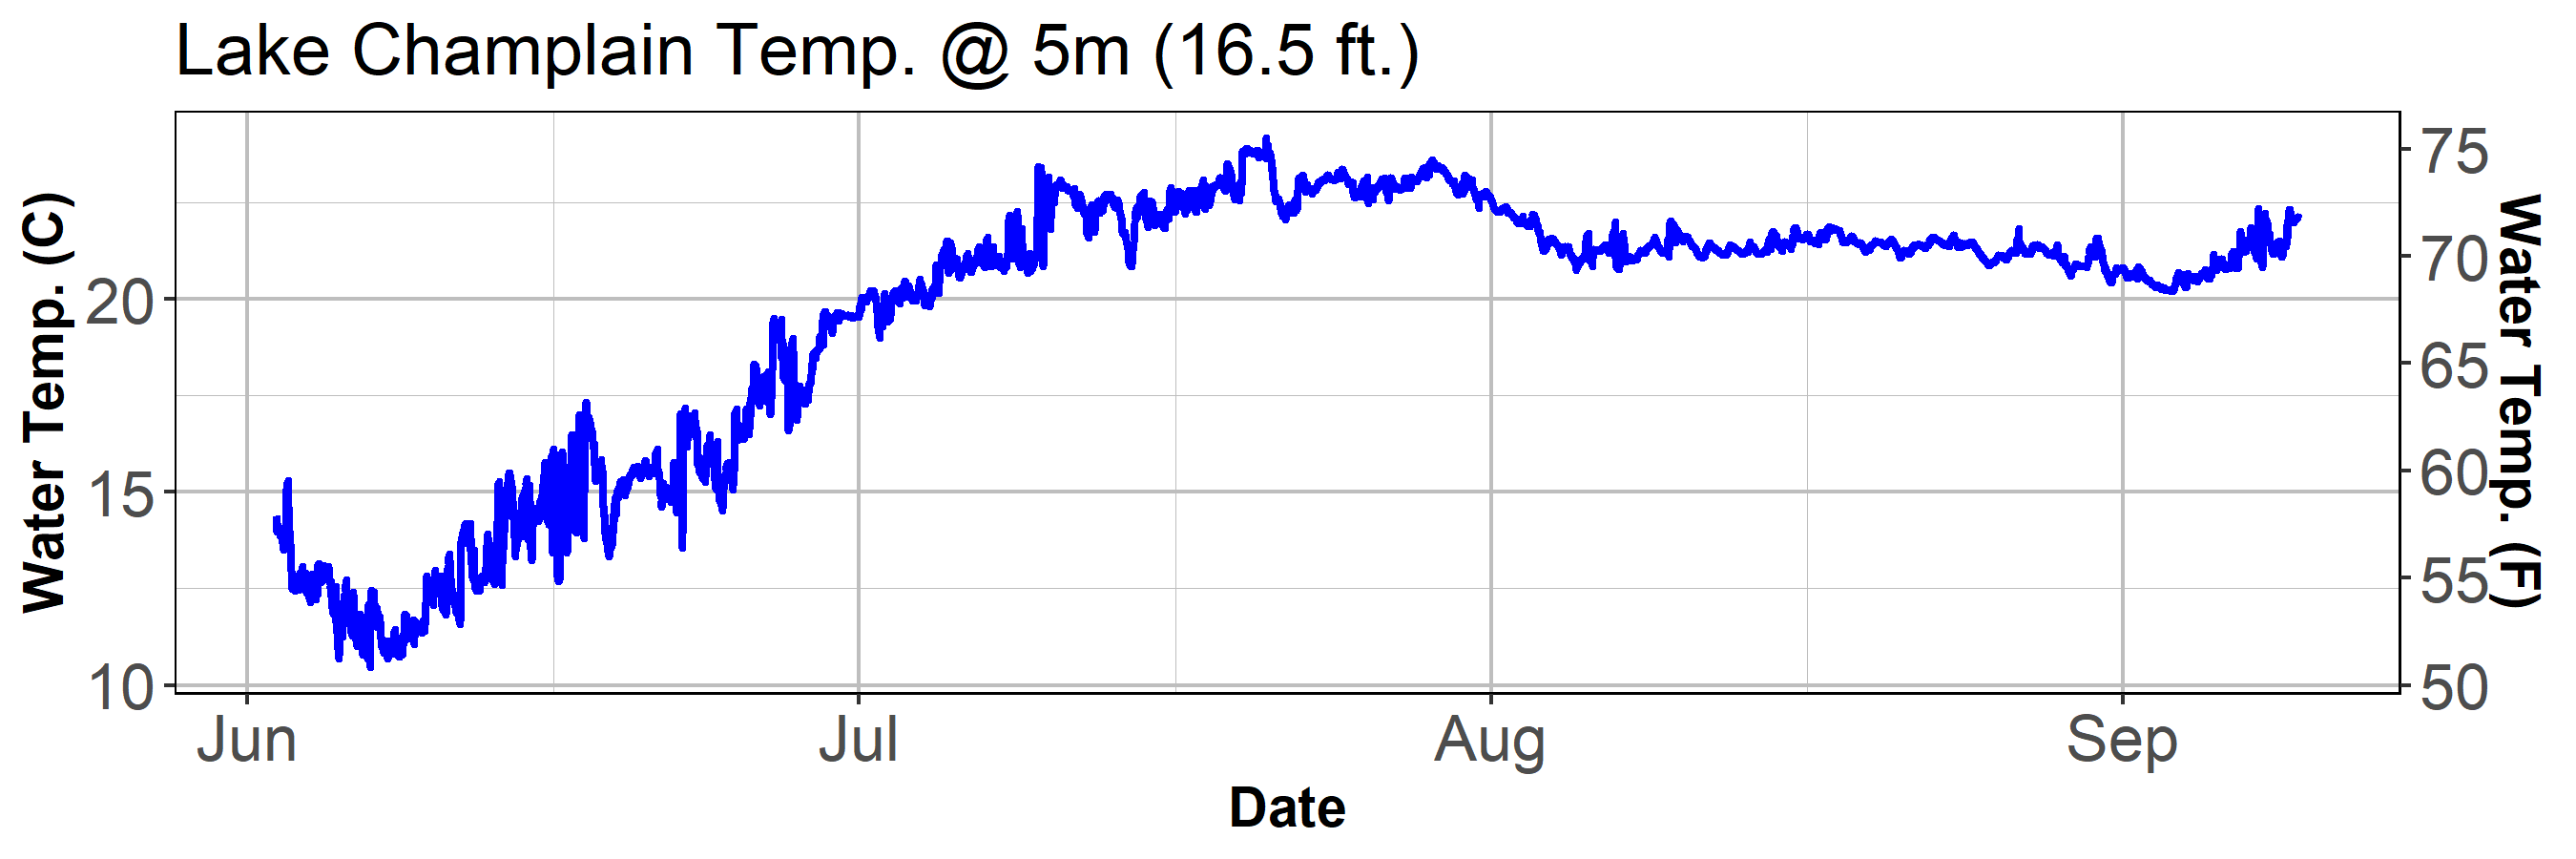 Lake Champlain Temp. @ 5m (16.5 ft.)
Water Temp. (C)
20
15
10
75
70
65
60
55
50
Water Temp. (F)
Jun Jul Aug Sep
Date